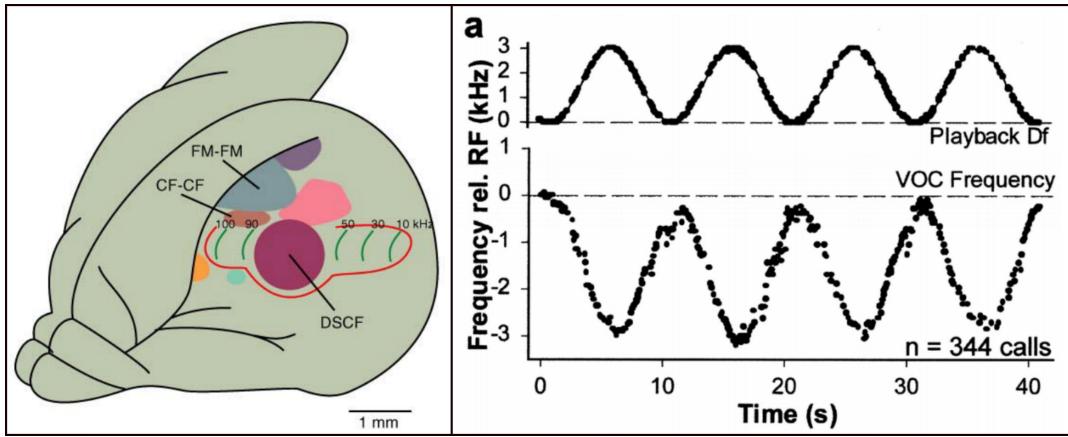 FM-FM
CF-CF
100 90 50 30 10 kHz
DSCF
1 mm
a
Frequency rel. RF (kHz)
3
2
1
0
Playback Df
1
0
-1
-2
-3
VOC Frequency
n = 344 calls
0 10 20 30 40
Time (s)